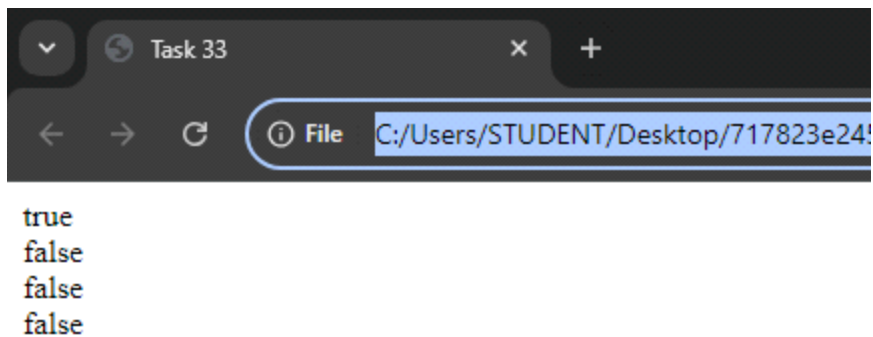 Task 33
File C:/Users/STUDENT/Desktop/717823e245
true
false
false
false